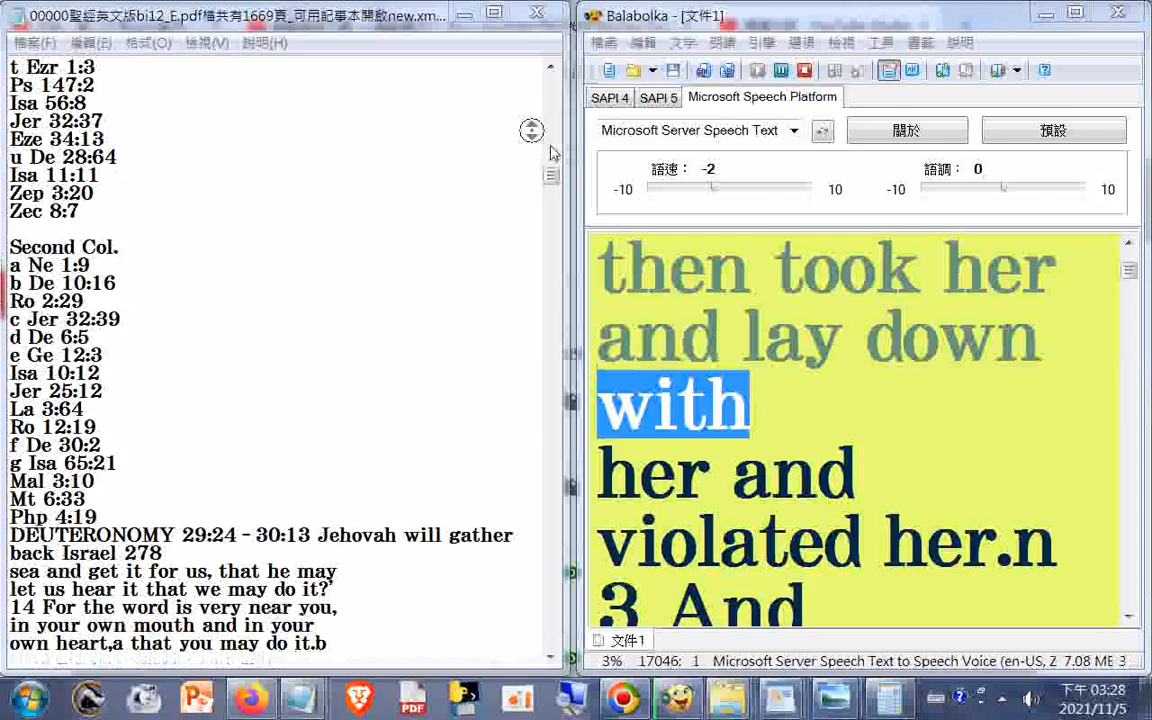 00000聖經英文版bi12_E.pdf檔共有1669頁_可用記事本開啟new.xm...
檔案(F) 編輯(E) 格式(O) 檢視(V) 說明(H)
t Ezr 1:3
Ps 147:2
Isa 56:8
Jer 32:37
Eze 34:13
u De 28:64
Isa 11:11
Zep 3:20
Zec 8:7
Second Col.
a Ne 1:9
b De 10:16
Ro 2:29
c Jer 32:39
d De 6:5
e Ge 12:3
Isa 10:12
Jer 25:12
La 3:64
Ro 12:19
f De 30:2
g Isa 65:21
Mal 3:10
Mt 6:33
Php 4:19
DEUTERONOMY 29:24 - 30:13 Jehovah will gather
back Israel 278
sea and get it for us, that he may
let us hear it that we may do it?'
14 For the word is very near you,
in your own mouth and in your
own heart,a that you may do it.b
Balabolka - [文件1]
檔案 編輯 文字 朗讀 引擎 選項 檢視 工具 書籤 說明
SAPI 4 SAPI 5 Microsoft Speech Platform
Microsoft Server Speech Text 關於 預設
語速： -2 語調： 0
-10 10 -10 10
then took her
and lay down
with
her and
violated her.n
3 And
文件1
3% 17046: 1 Microsoft Server Speech Text to Speech Voice (en-US, Z 7.08 ME 3
下午 03:28
2021/11/5